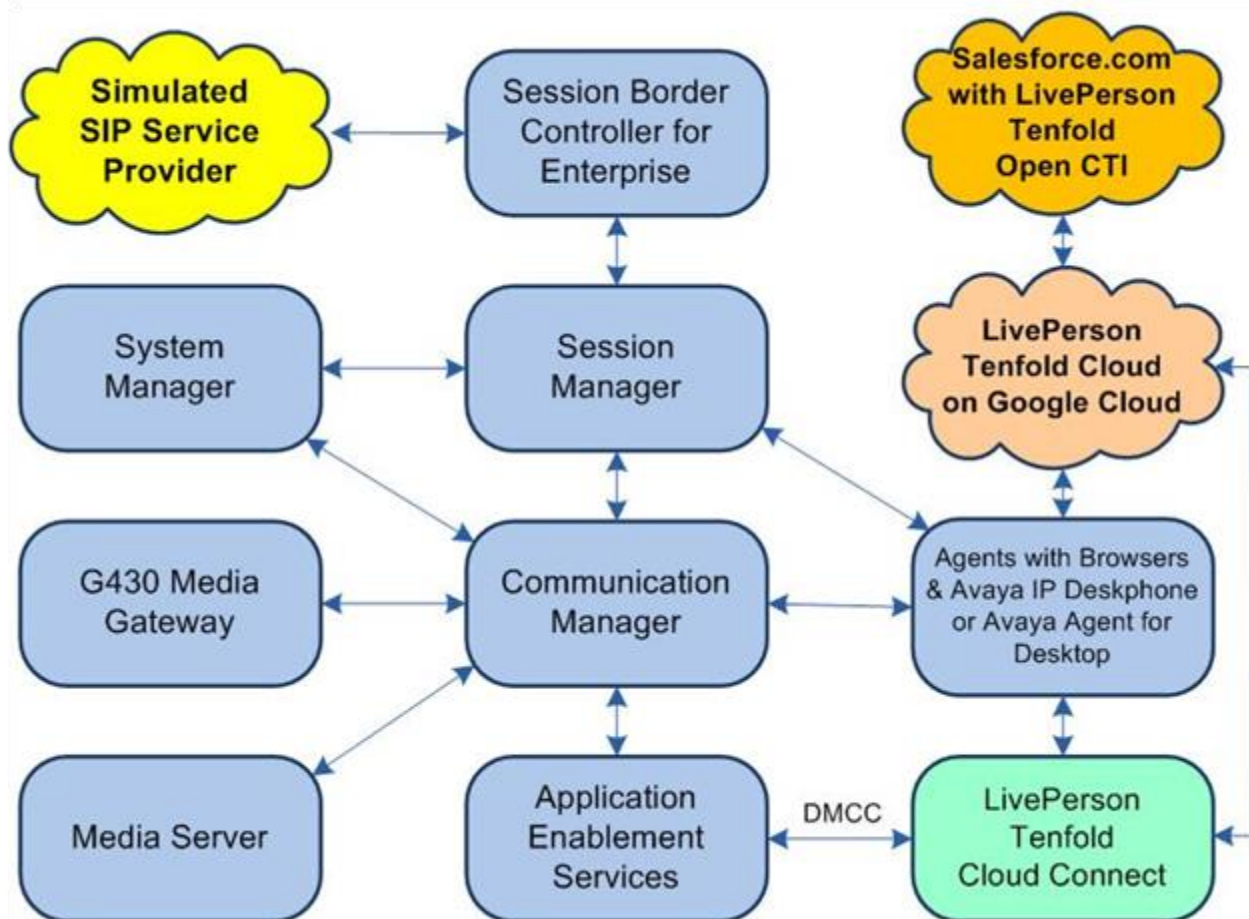 Simulated
SIP Service
Provider
Session Border
Controller for
Enterprise
Salesforce.com
with LivePerson
Tenfold
Open CTI
System
Manager
Session
Manager
LivePerson
Tenfold Cloud
on Google Cloud
G430 Media
Gateway
Communication
Manager
Agents with Browsers
& Avaya IP Deskphone
or Avaya Agent for
Desktop
Media Server
Application
Enablement
Services
DMCC
LivePerson
Tenfold
Cloud Connect